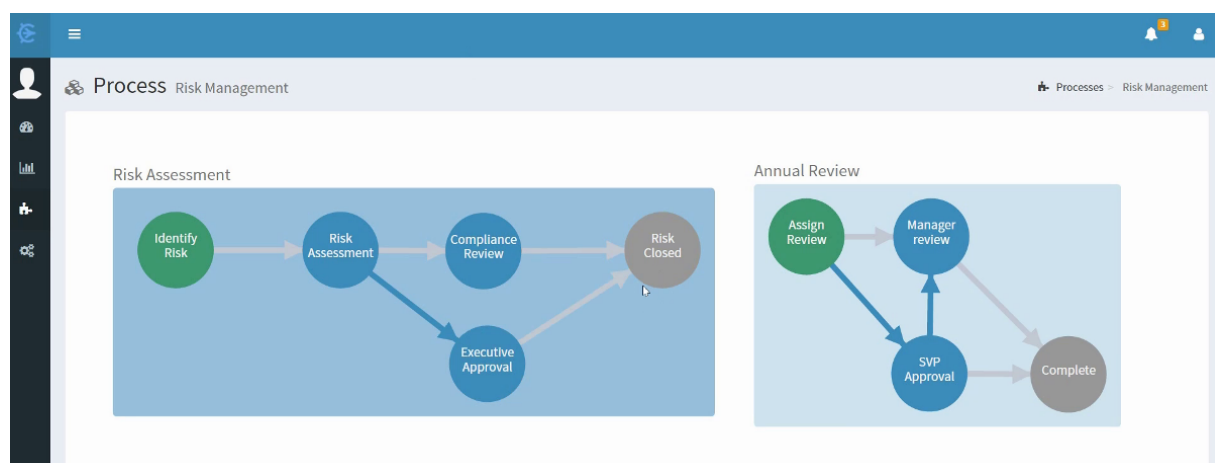 3
Process Risk Management
Processes > Risk Management
Risk Assessment
Identify
Risk
Risk
Assessment
Compliance
Review
Risk
Closed
Executive
Approval
Annual Review
Assign
Review
Manager
review
SVP
Approval
Complete